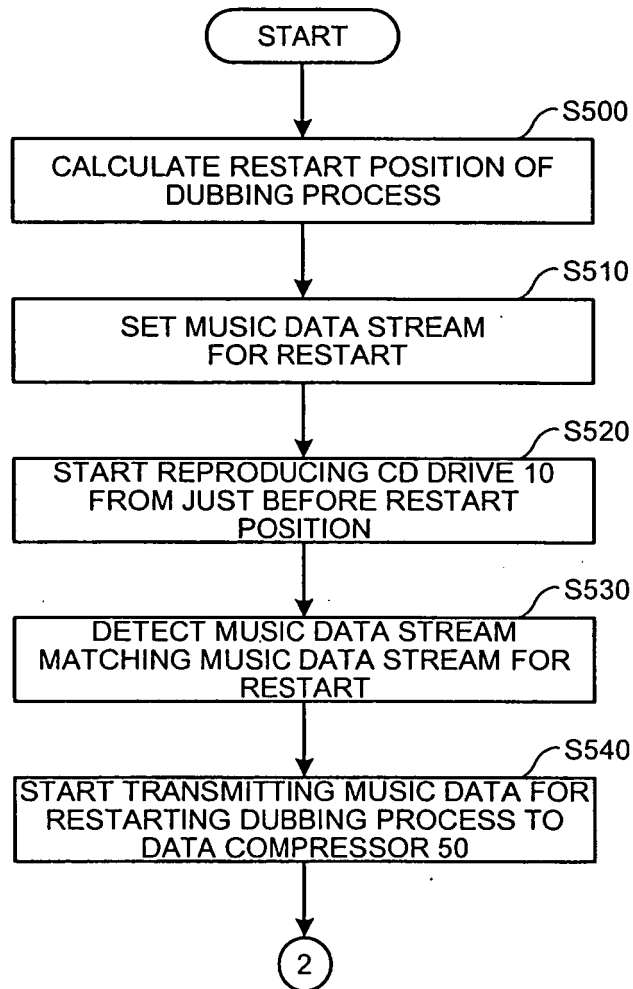 START
S500
CALCULATE RESTART POSITION OF
DUBBING PROCESS
S510
SET MUSIC DATA STREAM
FOR RESTART
S520
START REPRODUCING CD DRIVE 10
FROM JUST BEFORE RESTART
POSITION
S530
DETECT MUSIC DATA STREAM
MATCHING MUSIC DATA STREAM FOR
RESTART
S540
START TRANSMITTING MUSIC DATA FOR
RESTARTING DUBBING PROCESS TO
DATA COMPRESSOR 50
2